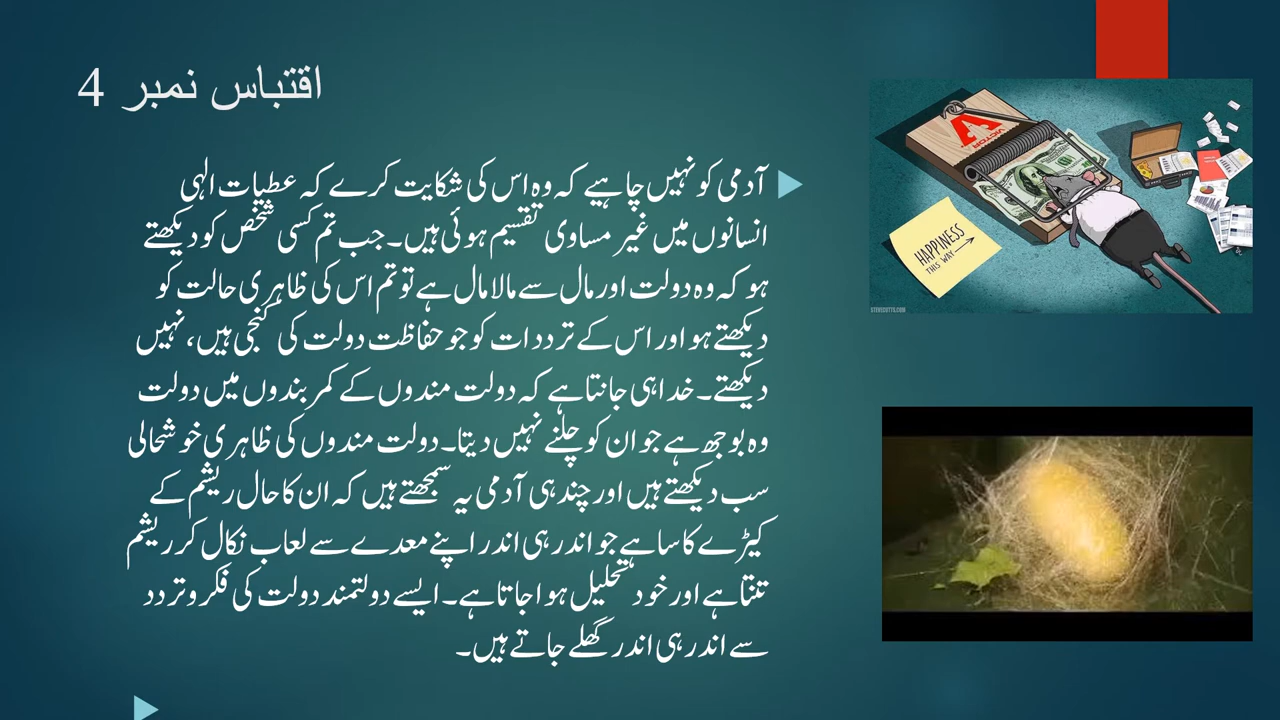 اقتباس نمبر 4
آدمی کو نہیں چاہیے کہ وہ اس کی شکایت کرے کہ عطیات الٰہی
انسانوں میں غیر مساوی تقسیم ہوئی ہیں۔ جب تم کسی شخص کو دیکھتے
ہو کہ وہ دولت اور مال سے مالا مال ہے تو تم اس کی ظاہری حالت کو
دیکھتے ہو اور اس کے ترددات کو جو حفاظت دولت کی کنجی ہیں، نہیں
دیکھتے۔ خدا ہی جانتا ہے کہ دولت مندوں کے کمر بندوں میں دولت
وہ بوجھ ہے جو ان کو چلنے نہیں دیتا۔ دولت مندوں کی ظاہری خوشحالی
سب دیکھتے ہیں اور چند ہی آدمی یہ سمجھتے ہیں کہ ان کا حال ریشم کے
کیڑے کا سا ہے جو اندر ہی اندر اپنے معدے سے لعاب نکال کر ریشم
تنتا ہے اور خود تحلیل ہوا جاتا ہے۔ ایسے دولتمند دولت کی فکر و تردد
سے اندر ہی اندر گھلے جاتے ہیں۔
VICTOR
HAPPINESS
THIS WAY